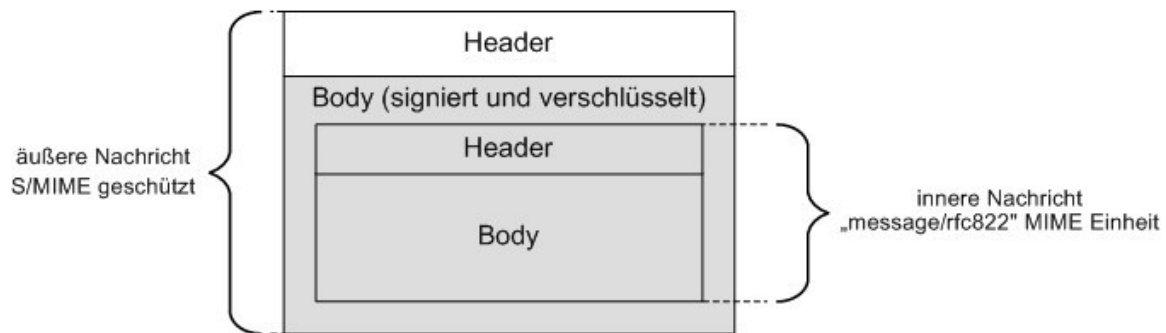 Header
Body (signiert und verschlüsselt)
Header
Body
äußere Nachricht
S/MIME geschützt
innere Nachricht
„message/rfc822" MIME Einheit